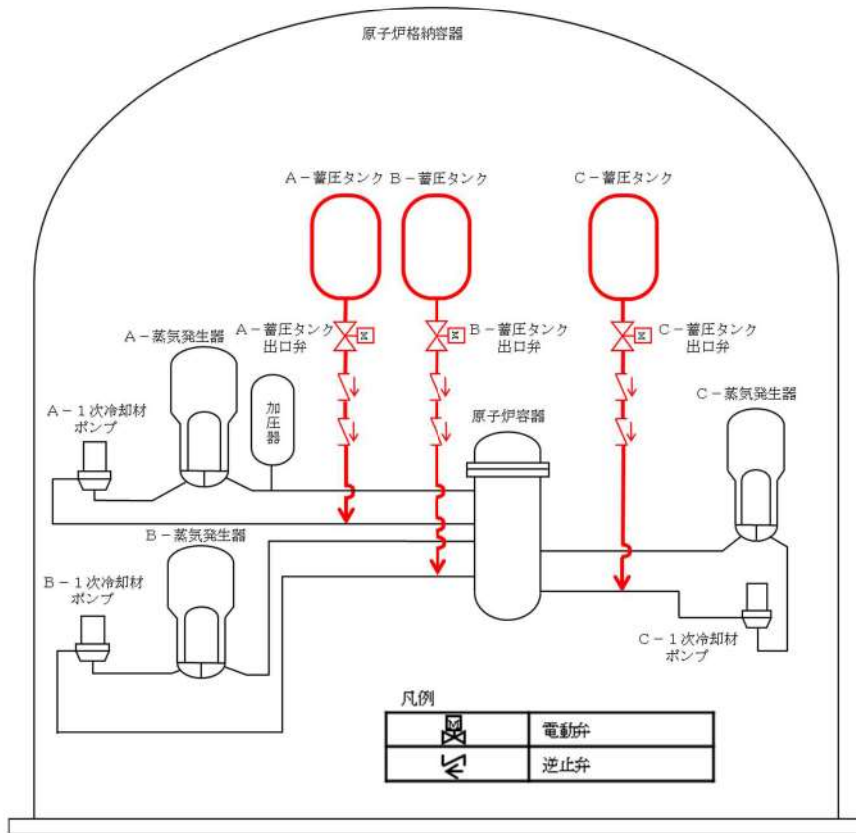 原子炉格納容器
A－蓄圧タンク
B－蓄圧タンク
C－蓄圧タンク
A－蓄圧タンク
出口弁
M
B－蓄圧タンク
出口弁
M
C－蓄圧タンク
出口弁
M
A－蒸気発生器
A－1次冷却材
ポンプ
加圧器
原子炉容器
C－蒸気発生器
B－蒸気発生器
B－1次冷却材
ポンプ
C－1次冷却材
ポンプ
凡例
M
電動弁
逆止弁